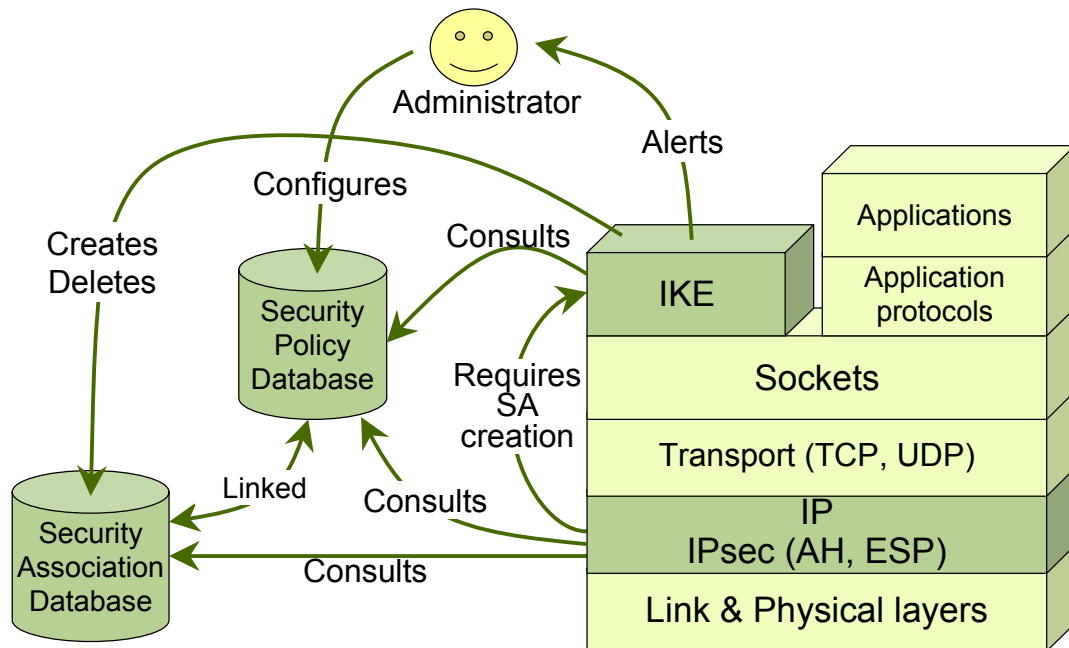 Administrator
Alerts
Configures
Creates
Deletes
Consults
Applications
Application
protocols
IKE
Security
Policy
Database
Requires
SA
creation
Sockets
Transport (TCP, UDP)
Linked
Consults
IP
IPsec (AH, ESP)
Security
Association
Database
Consults
Link & Physical layers